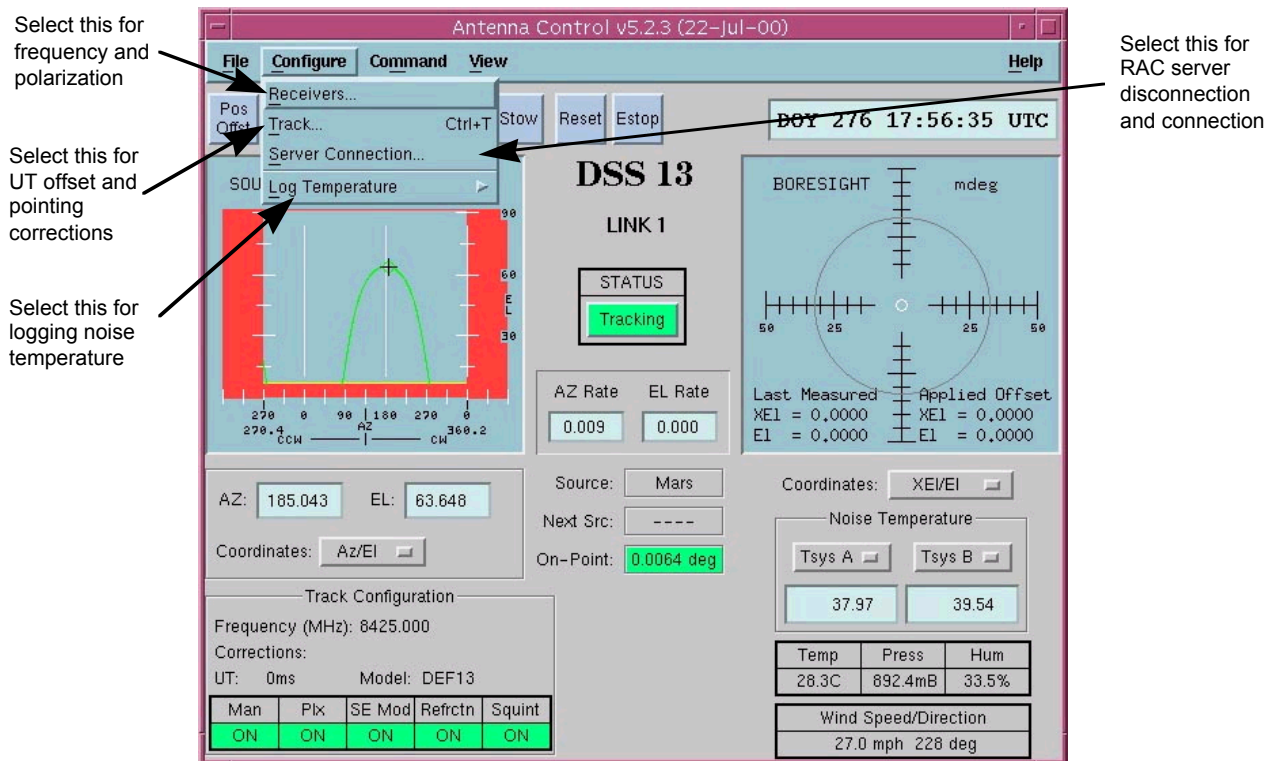 Select this for
frequency and
polarization
Select this for
UT offset and
pointing
corrections
Select this for
logging noise
temperature
Select this for
RAC server
disconnection
and connection
Antenna Control v5.2.3 (22-Jul-00)
File Configure Command View Help
Receivers...
Track... Ctrl+T
Server Connection...
Log Temperature
Pos
Offst
Stow Reset Estop
DOY 276 17:56:35 UTC
SOU
90
60
EL
30
270 0 90 180 270 0
270.4 AZ 360.2
CCW CW
DSS 13
LINK 1
STATUS
Tracking
AZ Rate EL Rate
0.009 0.000
BORESIGHT mdeg
50 25 25 50
Last Measured Applied Offset
XEl = 0.0000 XEl = 0.0000
El = 0.0000 El = 0.0000
AZ: 185.043 EL: 63.648
Coordinates: Az/El
Source: Mars
Next Src: ----
On-Point: 0.0064 deg
Coordinates: XEl/El
Noise Temperature
Tsys A Tsys B
37.97 39.54
Track Configuration
Frequency (MHz): 8425.000
Corrections:
UT: 0ms Model: DEF13
Man Plx SE Mod Refrctn Squint
ON ON ON ON ON
Temp Press Hum
28.3C 892.4mB 33.5%
Wind Speed/Direction
27.0 mph 228 deg